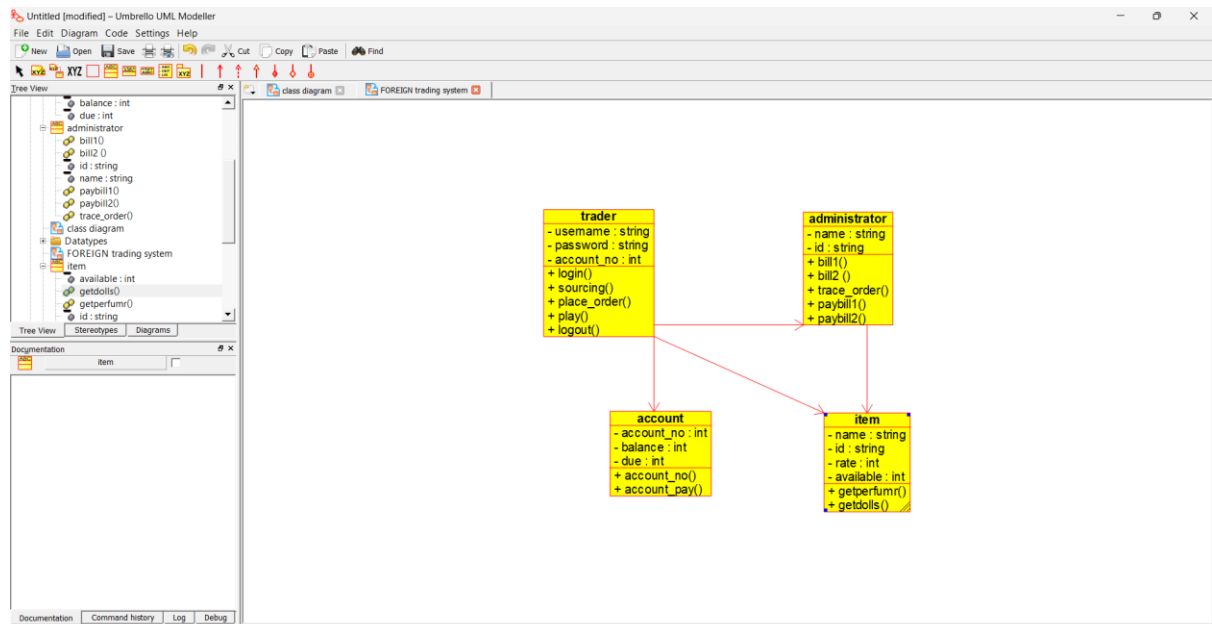 Untitled [modified] – Umbrello UML Modeller
File Edit Diagram Code Settings Help
New Open Save Cut Copy Paste Find
XYZ XYZ
Tree View
class diagram FOREIGN trading system
balance : int
due : int
administrator
bill1()
bill2 ()
id : string
name : string
paybill1()
paybill2()
trace_order()
class diagram
Datatypes
FOREIGN trading system
item
available : int
getdolls()
getperfumr()
id : string
Tree View Stereotypes Diagrams
Documentation
item
Documentation Command history Log Debug
trader
- username : string
- password : string
- account_no : int
+ login()
+ sourcing()
+ place_order()
+ play()
+ logout()
administrator
- name : string
- id : string
+ bill1()
+ bill2 ()
+ trace_order()
+ paybill1()
+ paybill2()
account
- account_no : int
- balance : int
- due : int
+ account_no()
+ account_pay()
item
- name : string
- id : string
- rate : int
- available : int
+ getperfumr()
+ getdolls()